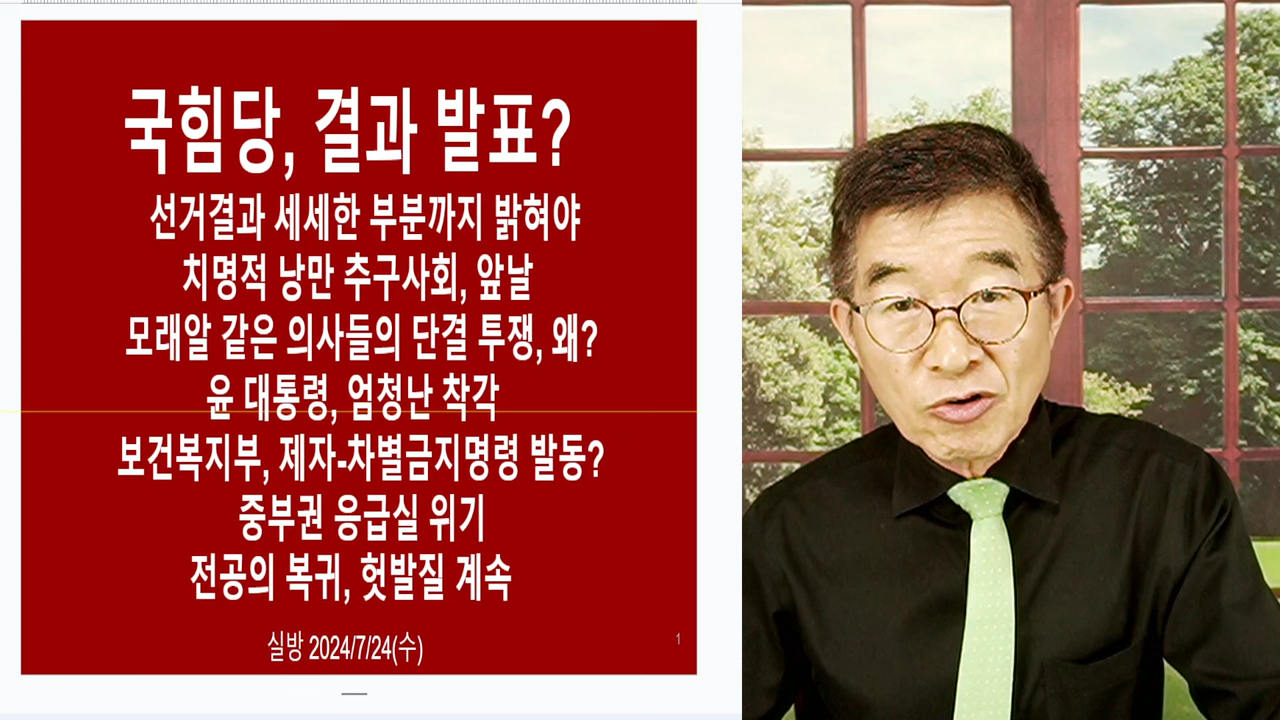 국힘당, 결과 발표?
선거결과 세세한 부분까지 밝혀야
치명적 낭만 추구사회, 앞날
모래알 같은 의사들의 단결 투쟁, 왜?
윤 대통령, 엄청난 착각
보건복지부, 제자-차별금지명령 발동?
중부권 응급실 위기
전공의 복귀, 헛발질 계속
실방 2024/7/24(수)
1